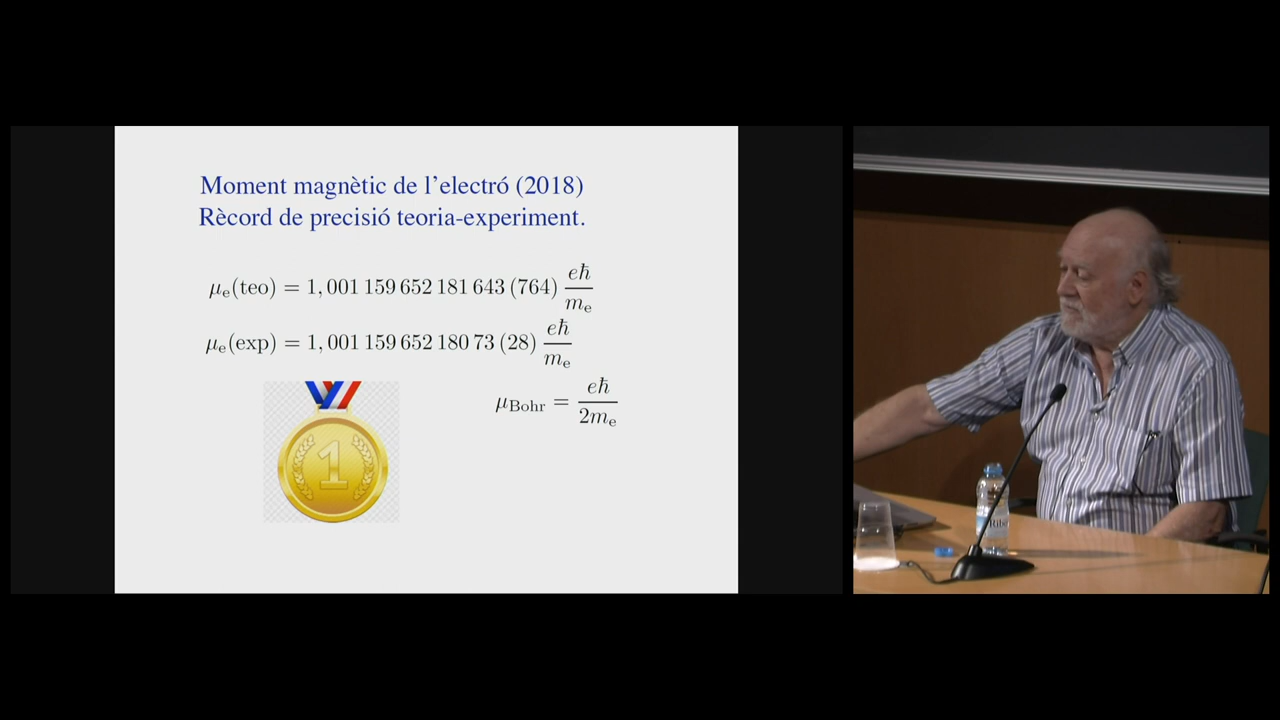 Moment magnètic de l'electró (2018)
Rècord de precisió teoria-experiment.
μₑ(teo) = 1,001 159 652 181 643 (764) eħ/mₑ
μₑ(exp) = 1,001 159 652 180 73 (28) eħ/mₑ
μ_Bohr = eħ/2mₑ
1